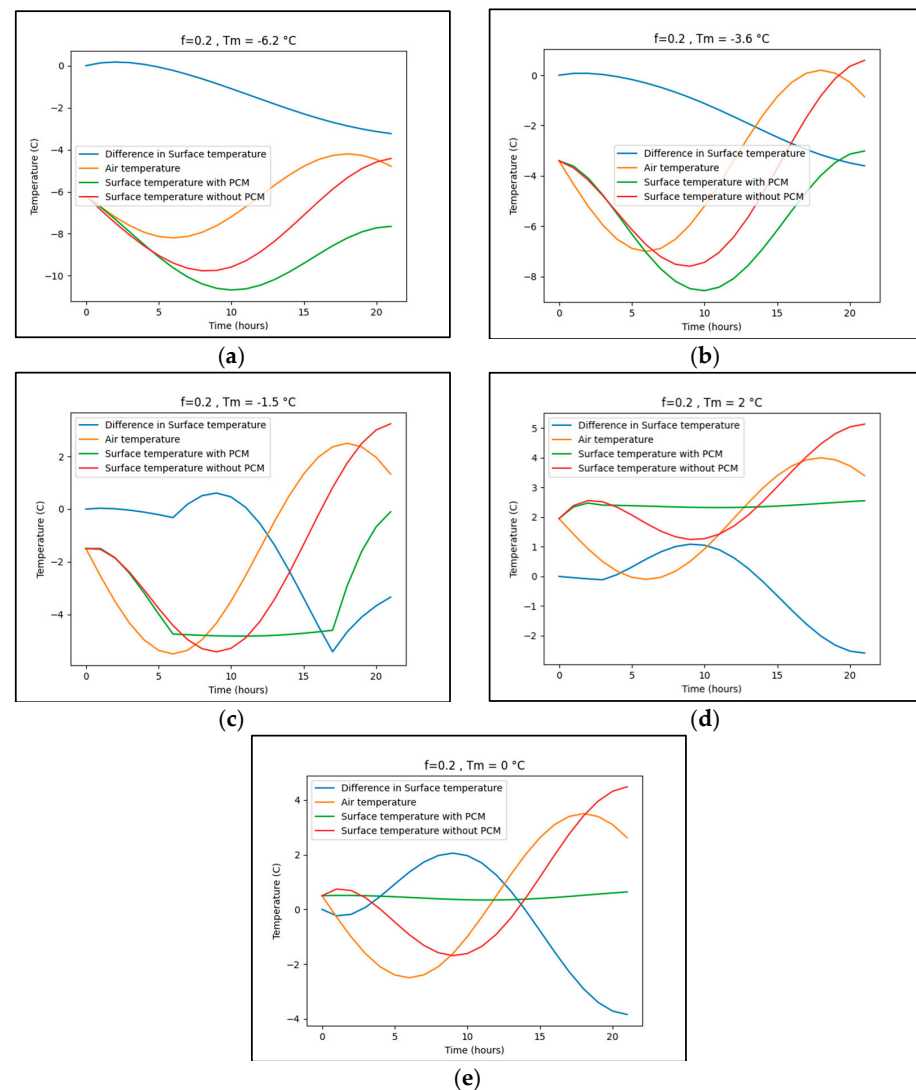 f=0.2 , Tm = -6.2 °C
Temperature (C)
0
−2
−4
−6
−8
−10
Difference in Surface temperature
Air temperature
Surface temperature with PCM
Surface temperature without PCM
0 5 10 15 20
Time (hours)
(a)
f=0.2 , Tm = -3.6 °C
Temperature (C)
0
−2
−4
−6
−8
Difference in Surface temperature
Air temperature
Surface temperature with PCM
Surface temperature without PCM
0 5 10 15 20
Time (hours)
(b)
f=0.2 , Tm = -1.5 °C
Temperature (C)
2
0
−2
−4
Difference in Surface temperature
Air temperature
Surface temperature with PCM
Surface temperature without PCM
0 5 10 15 20
Time (hours)
(c)
f=0.2 , Tm = 2 °C
Temperature (C)
5
4
3
2
1
0
−1
−2
Difference in Surface temperature
Air temperature
Surface temperature with PCM
Surface temperature without PCM
0 5 10 15 20
Time (hours)
(d)
f=0.2 , Tm = 0 °C
Temperature (C)
4
2
0
−2
−4
Difference in Surface temperature
Air temperature
Surface temperature with PCM
Surface temperature without PCM
0 5 10 15 20
Time (hours)
(e)